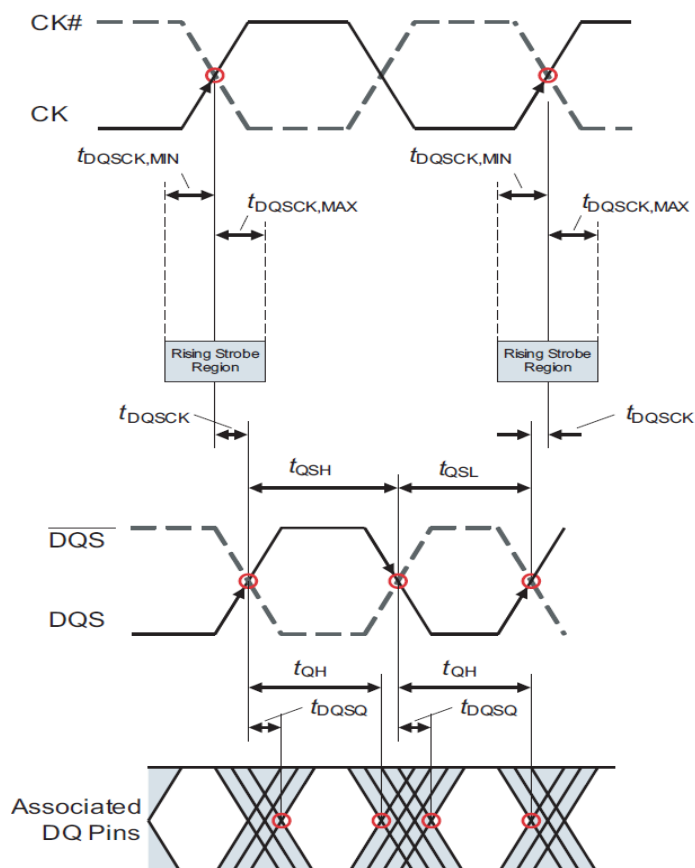 CK#
CK
tDQSCK,MIN
tDQSCK,MIN
tDQSCK,MAX
tDQSCK,MAX
Rising Strobe
Region
Rising Strobe
Region
tDQSCK
tDQSCK
tQSH
tQSL
DQS
DQS
tQH
tQH
tDQSQ
tDQSQ
Associated
DQ Pins